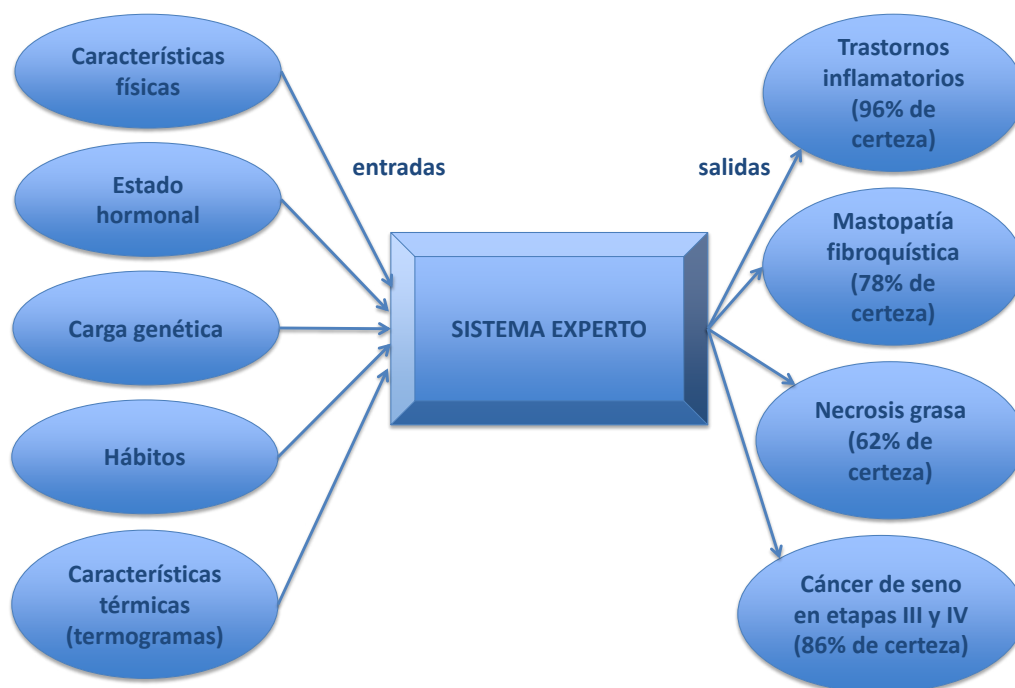 Características
físicas
Estado
hormonal
Carga genética
Hábitos
Características
térmicas
(termogramas)
entradas
SISTEMA EXPERTO
salidas
Trastornos
inflamatorios
(96% de
certeza)
Mastopatía
fibroquística
(78% de
certeza)
Necrosis grasa
(62% de
certeza)
Cáncer de seno
en etapas III y IV
(86% de certeza)